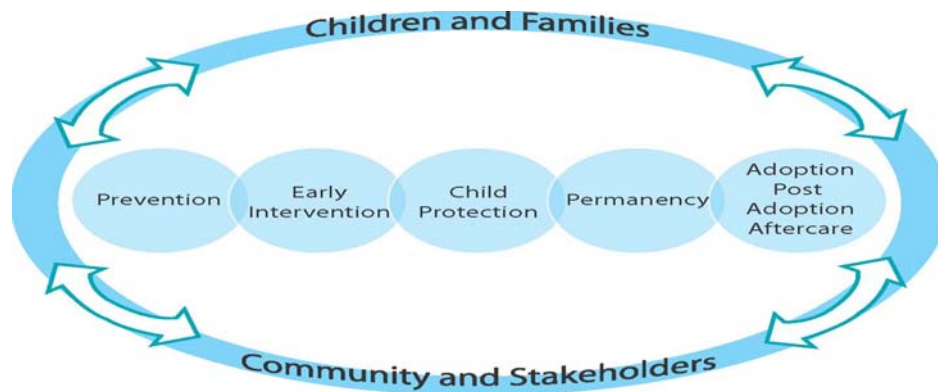 Children and Families
Prevention
Early
Intervention
Child
Protection
Permanency
Adoption
Post
Adoption
Aftercare
Community and Stakeholders